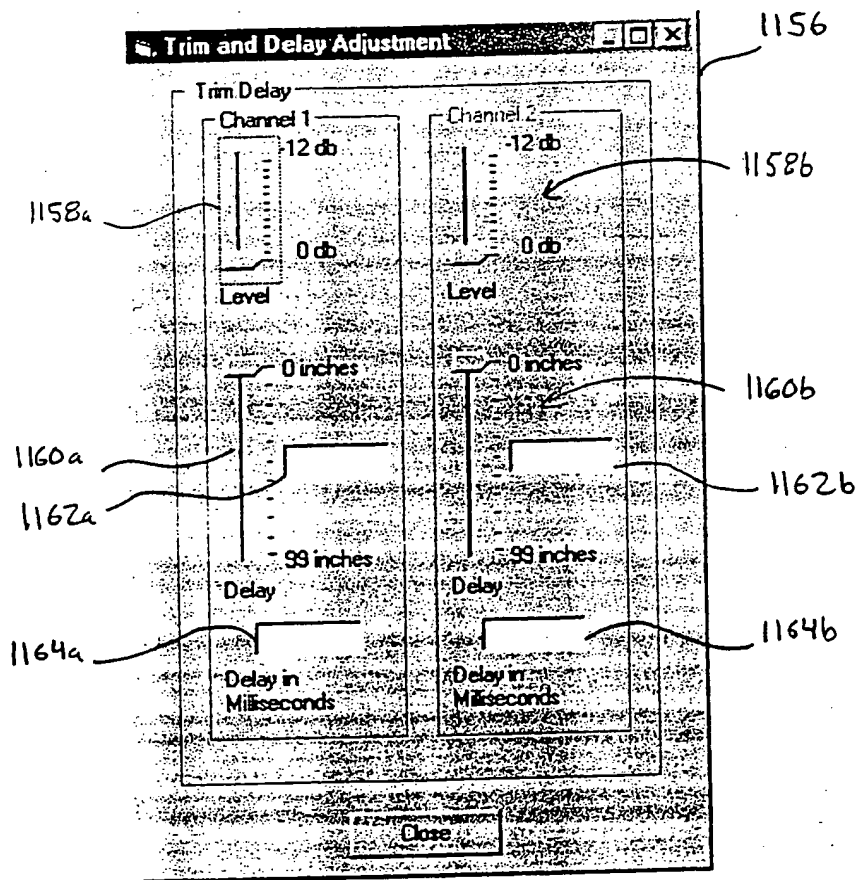 Trim and Delay Adjustment
1156
Trim Delay
Channel 1
Channel 2
-12 db
-12 db
1158a
1158b
0 db
0 db
Level
Level
0 inches
0 inches
1160b
1160a
1162a
1162b
99 inches
99 inches
Delay
Delay
1164a
1164b
Delay in
Milliseconds
Delay in
Milliseconds
Close